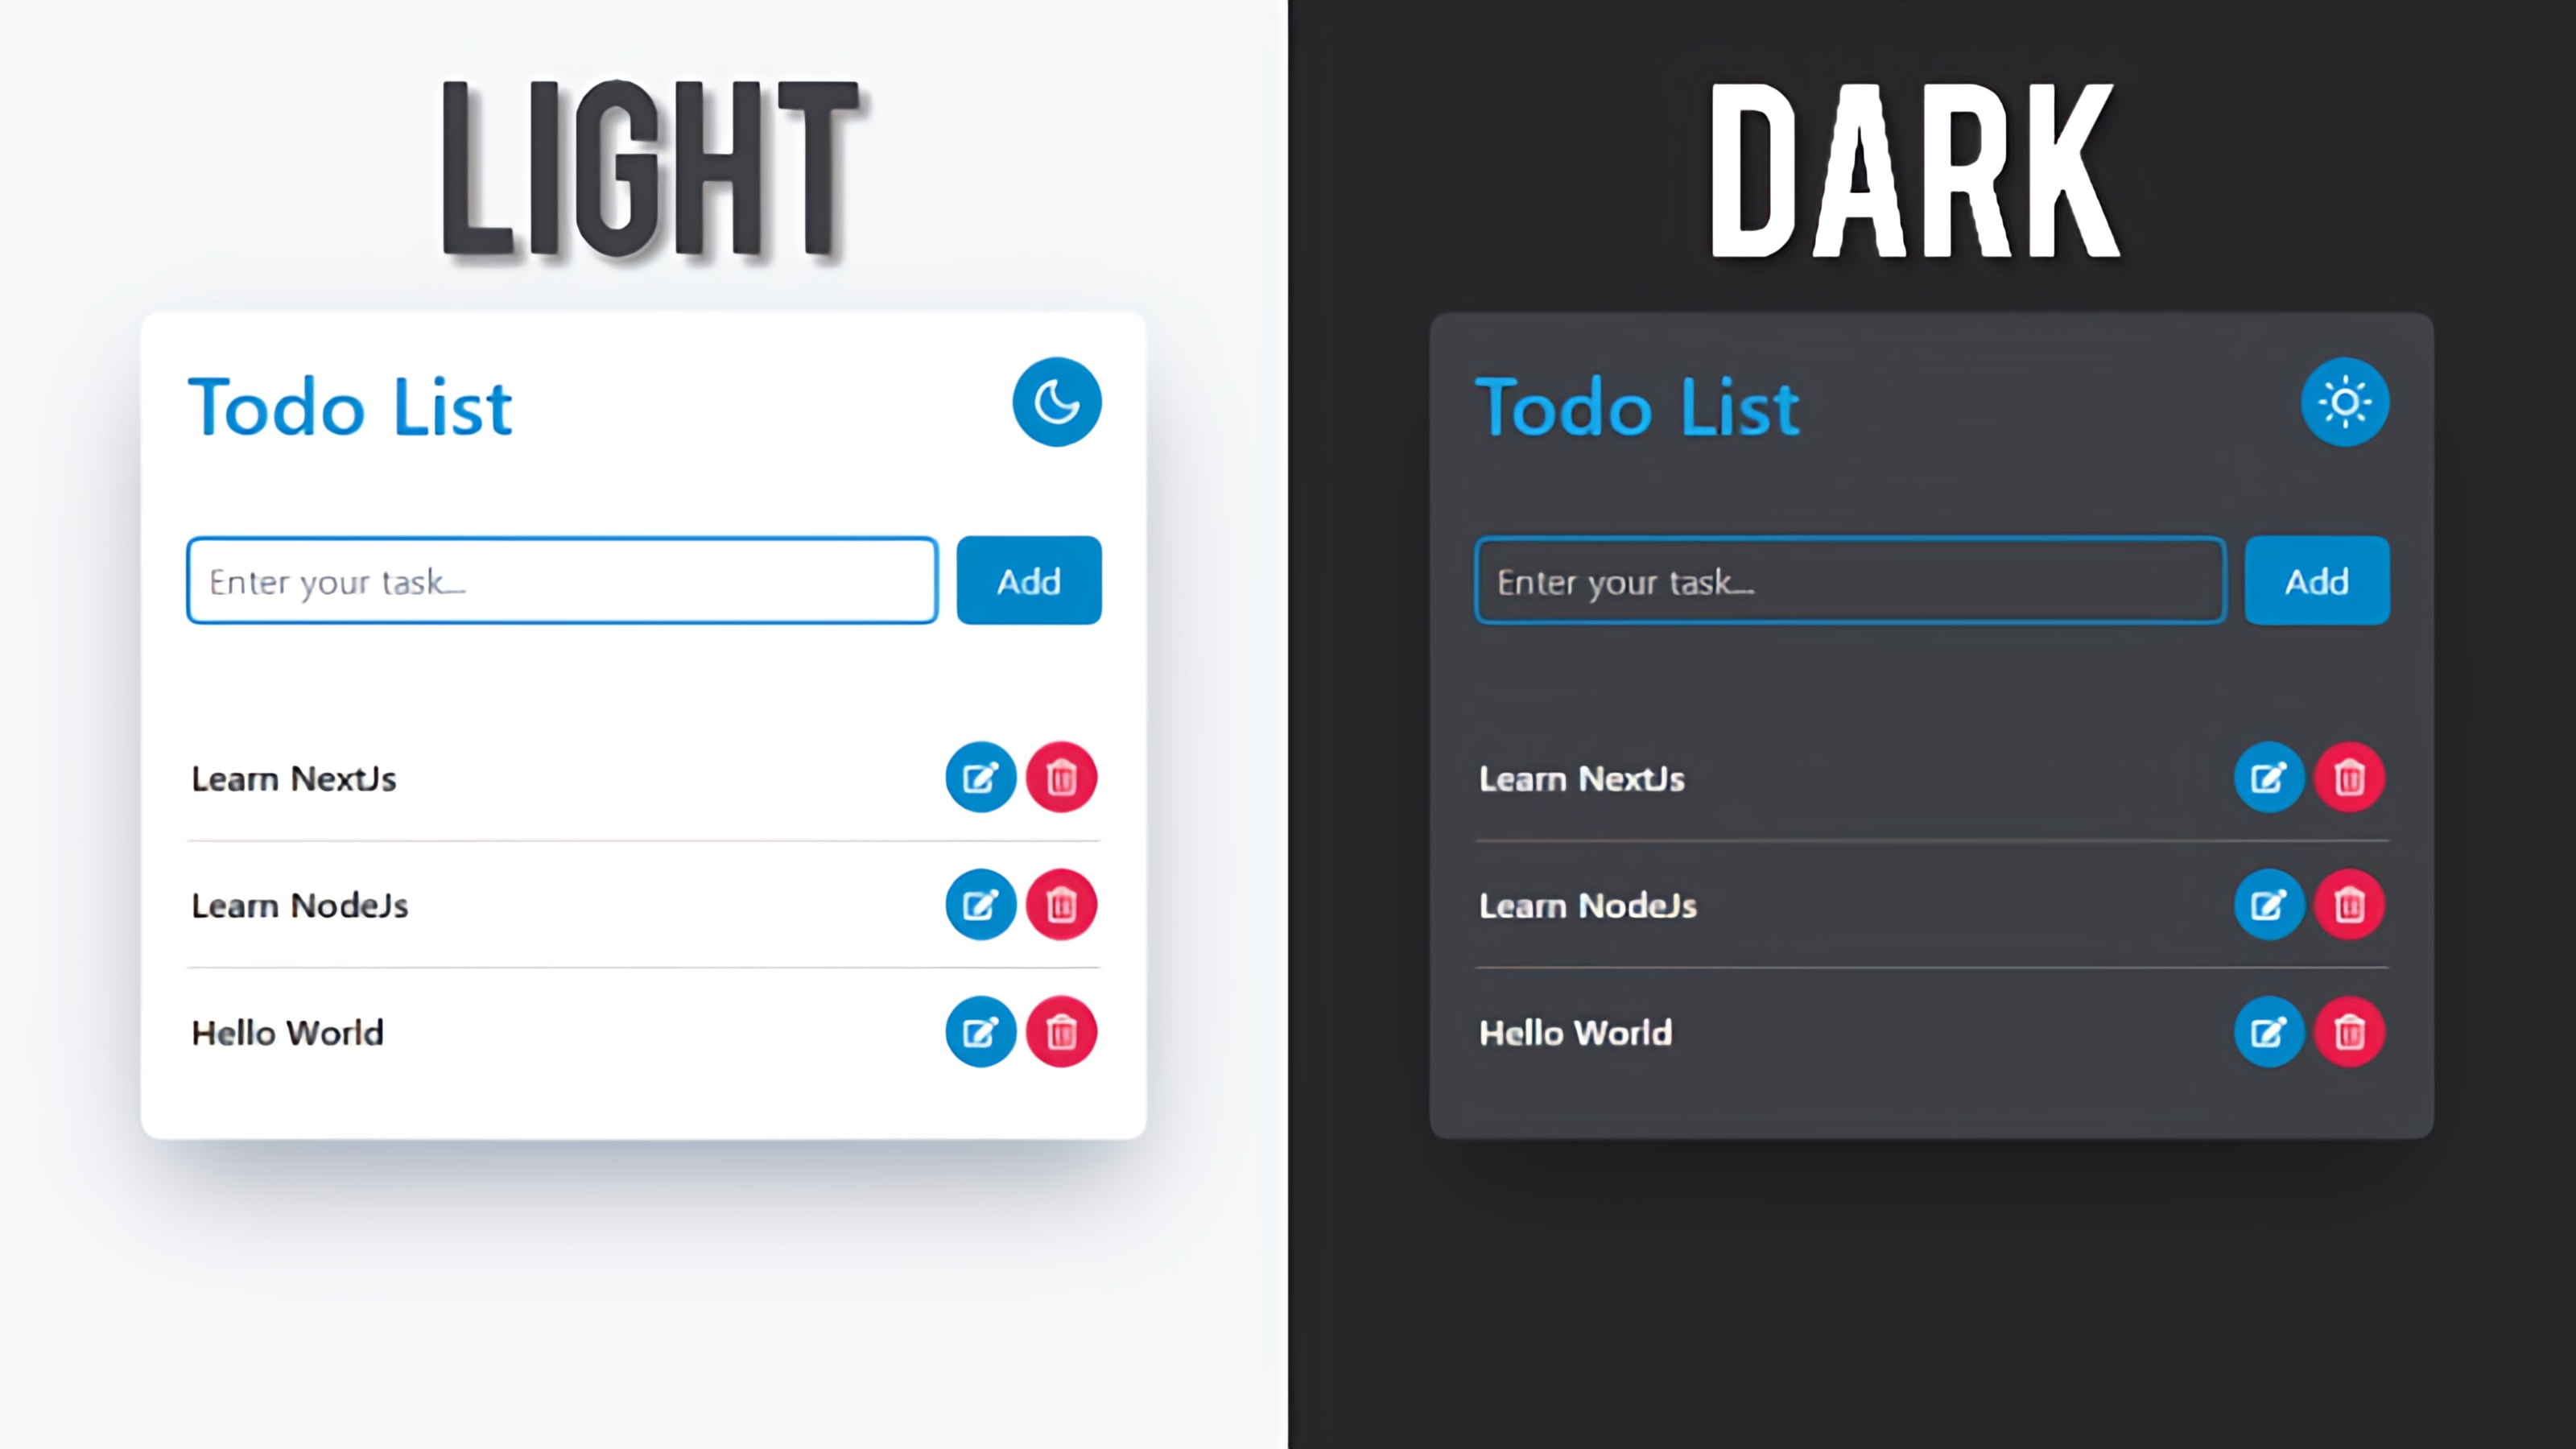 LIGHT
Todo List
Enter your task...
Add
Learn NextJs
Learn NodeJs
Hello World
DARK
Todo List
Enter your task...
Add
Learn NextJs
Learn NodeJs
Hello World